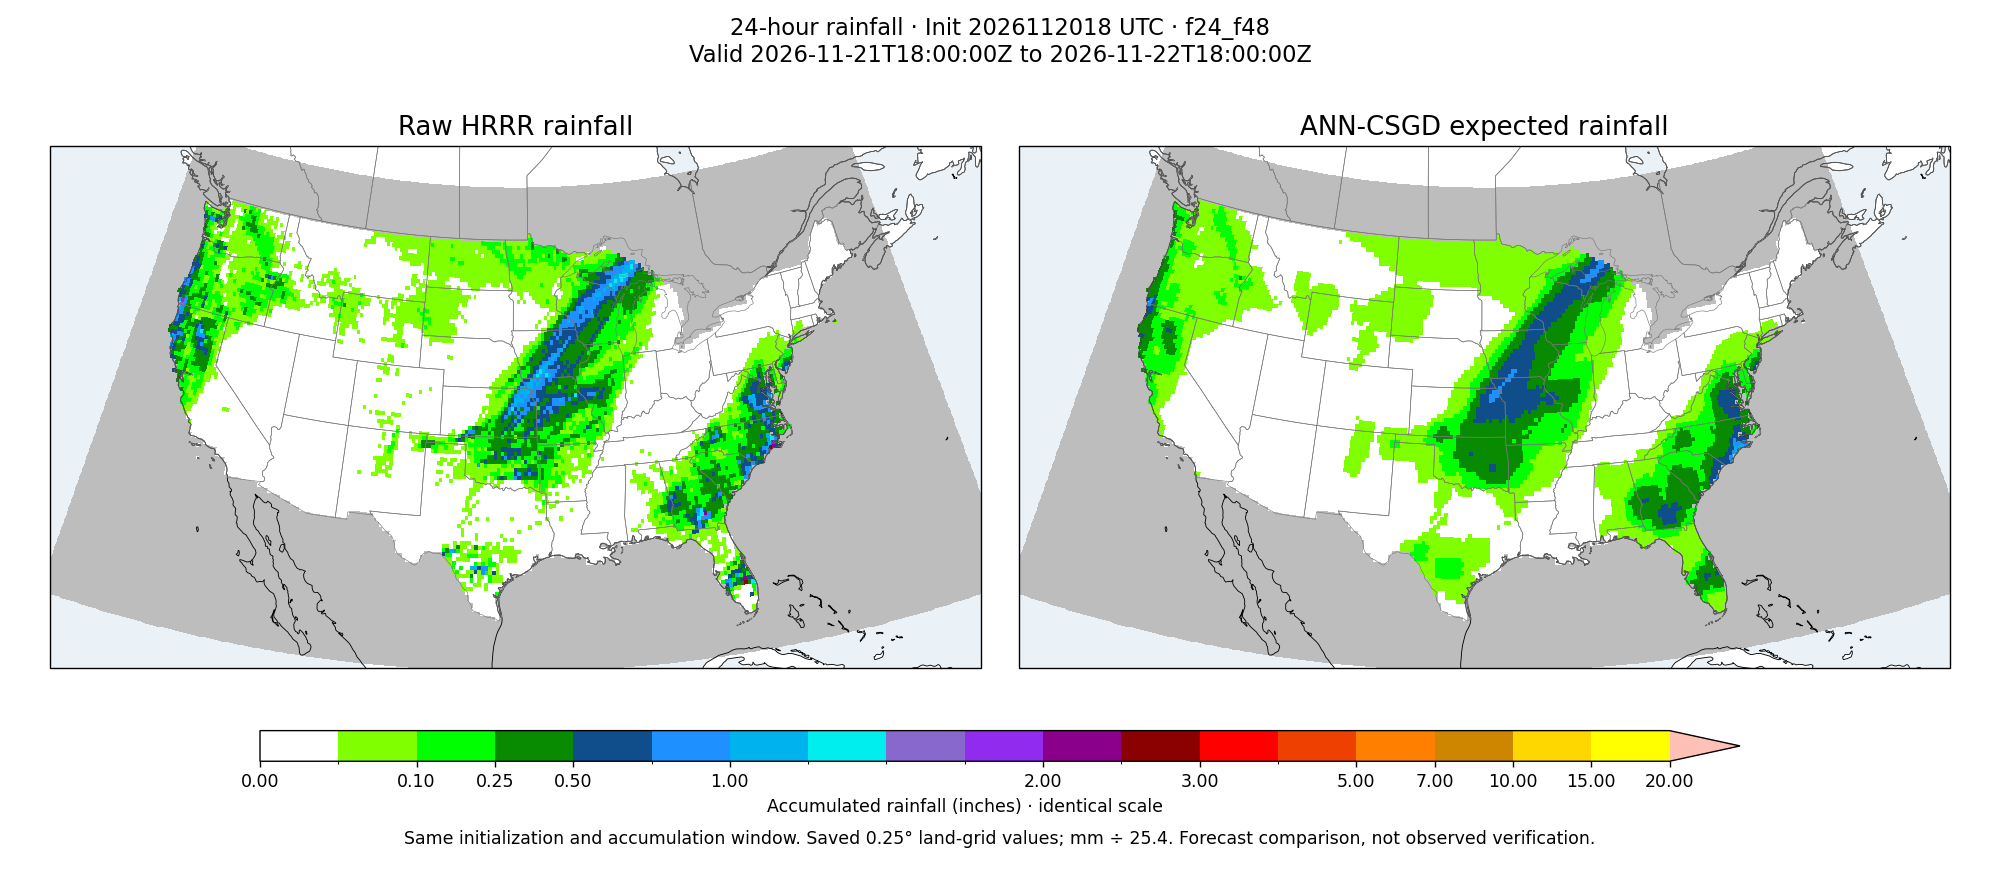 24-hour rainfall · Init 2026112018 UTC · f24_f48
Valid 2026-11-21T18:00:00Z to 2026-11-22T18:00:00Z
Raw HRRR rainfall
ANN-CSGD expected rainfall
0.00 0.10 0.25 0.50 1.00 2.00 3.00 5.00 7.00 10.00 15.00 20.00
Accumulated rainfall (inches) · identical scale
Same initialization and accumulation window. Saved 0.25° land-grid values; mm ÷ 25.4. Forecast comparison, not observed verification.